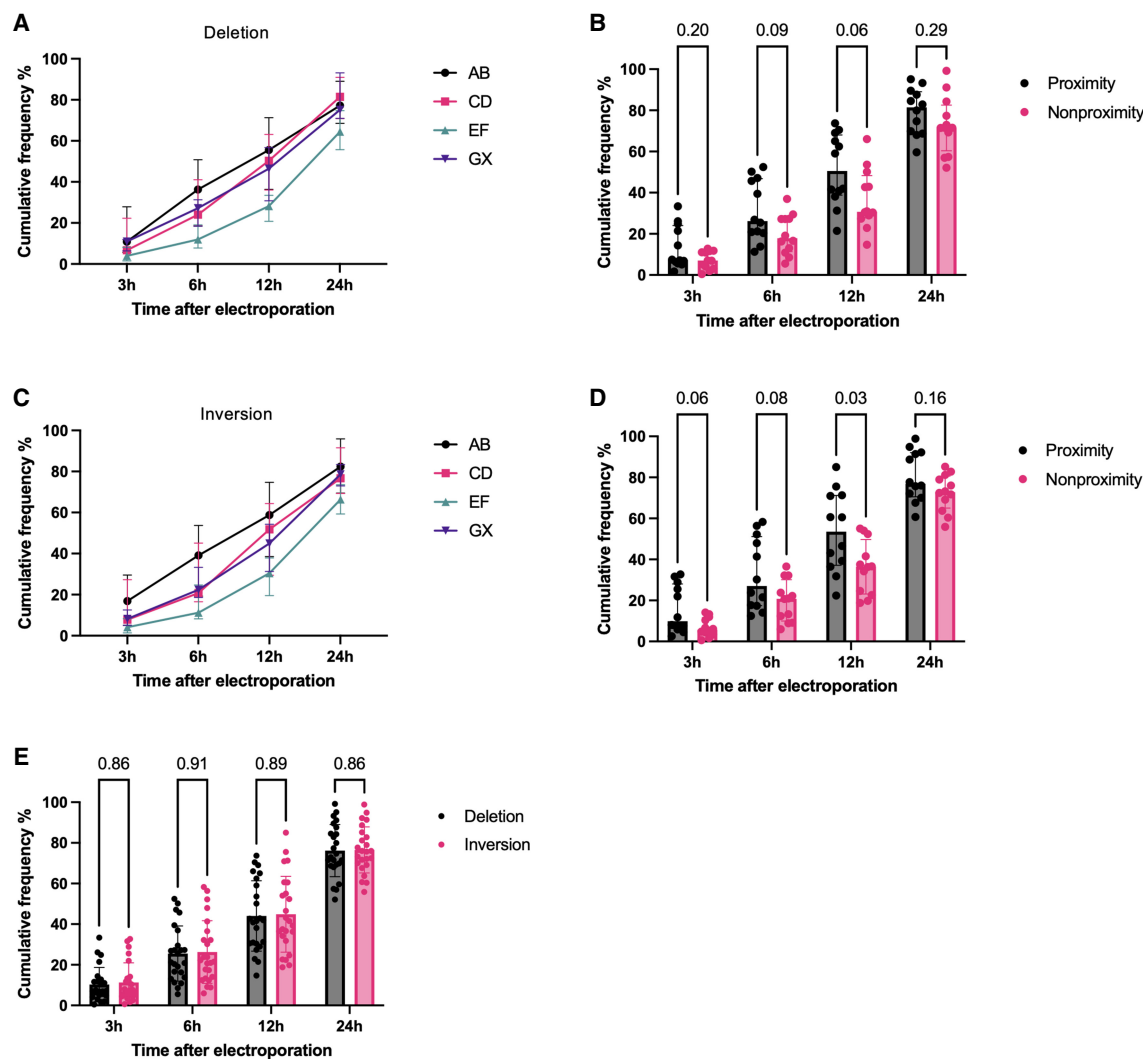 A
Deletion
Cumulative frequency %
100
80
60
40
20
0
3h 6h 12h 24h
Time after electroporation
AB
CD
EF
GX
B
0.20 0.09 0.06 0.29
Cumulative frequency %
100
80
60
40
20
0
3h 6h 12h 24h
Time after electroporation
Proximity
Nonproximity
C
Inversion
Cumulative frequency %
100
80
60
40
20
0
3h 6h 12h 24h
Time after electroporation
AB
CD
EF
GX
D
0.06 0.08 0.03 0.16
Cumulative frequency %
100
80
60
40
20
0
3h 6h 12h 24h
Time after electroporation
Proximity
Nonproximity
E
0.86 0.91 0.89 0.86
Cumulative frequency %
100
80
60
40
20
0
3h 6h 12h 24h
Time after electroporation
Deletion
Inversion